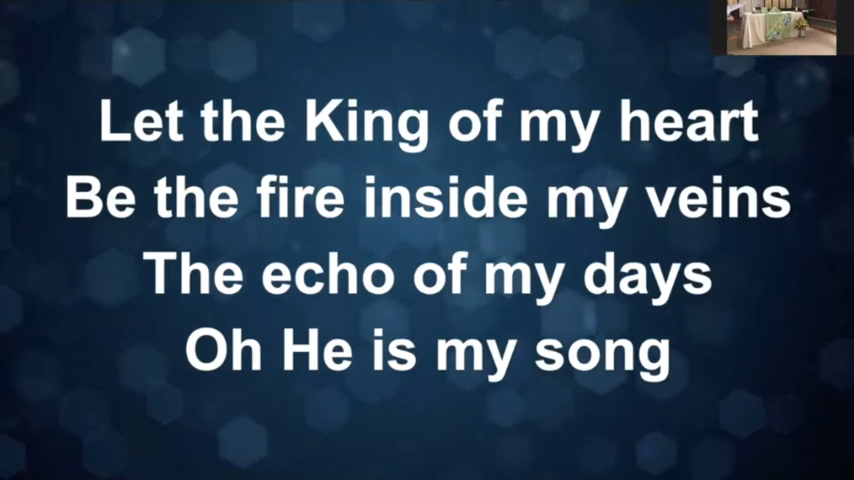 Let the King of my heart
Be the fire inside my veins
The echo of my days
Oh He is my song